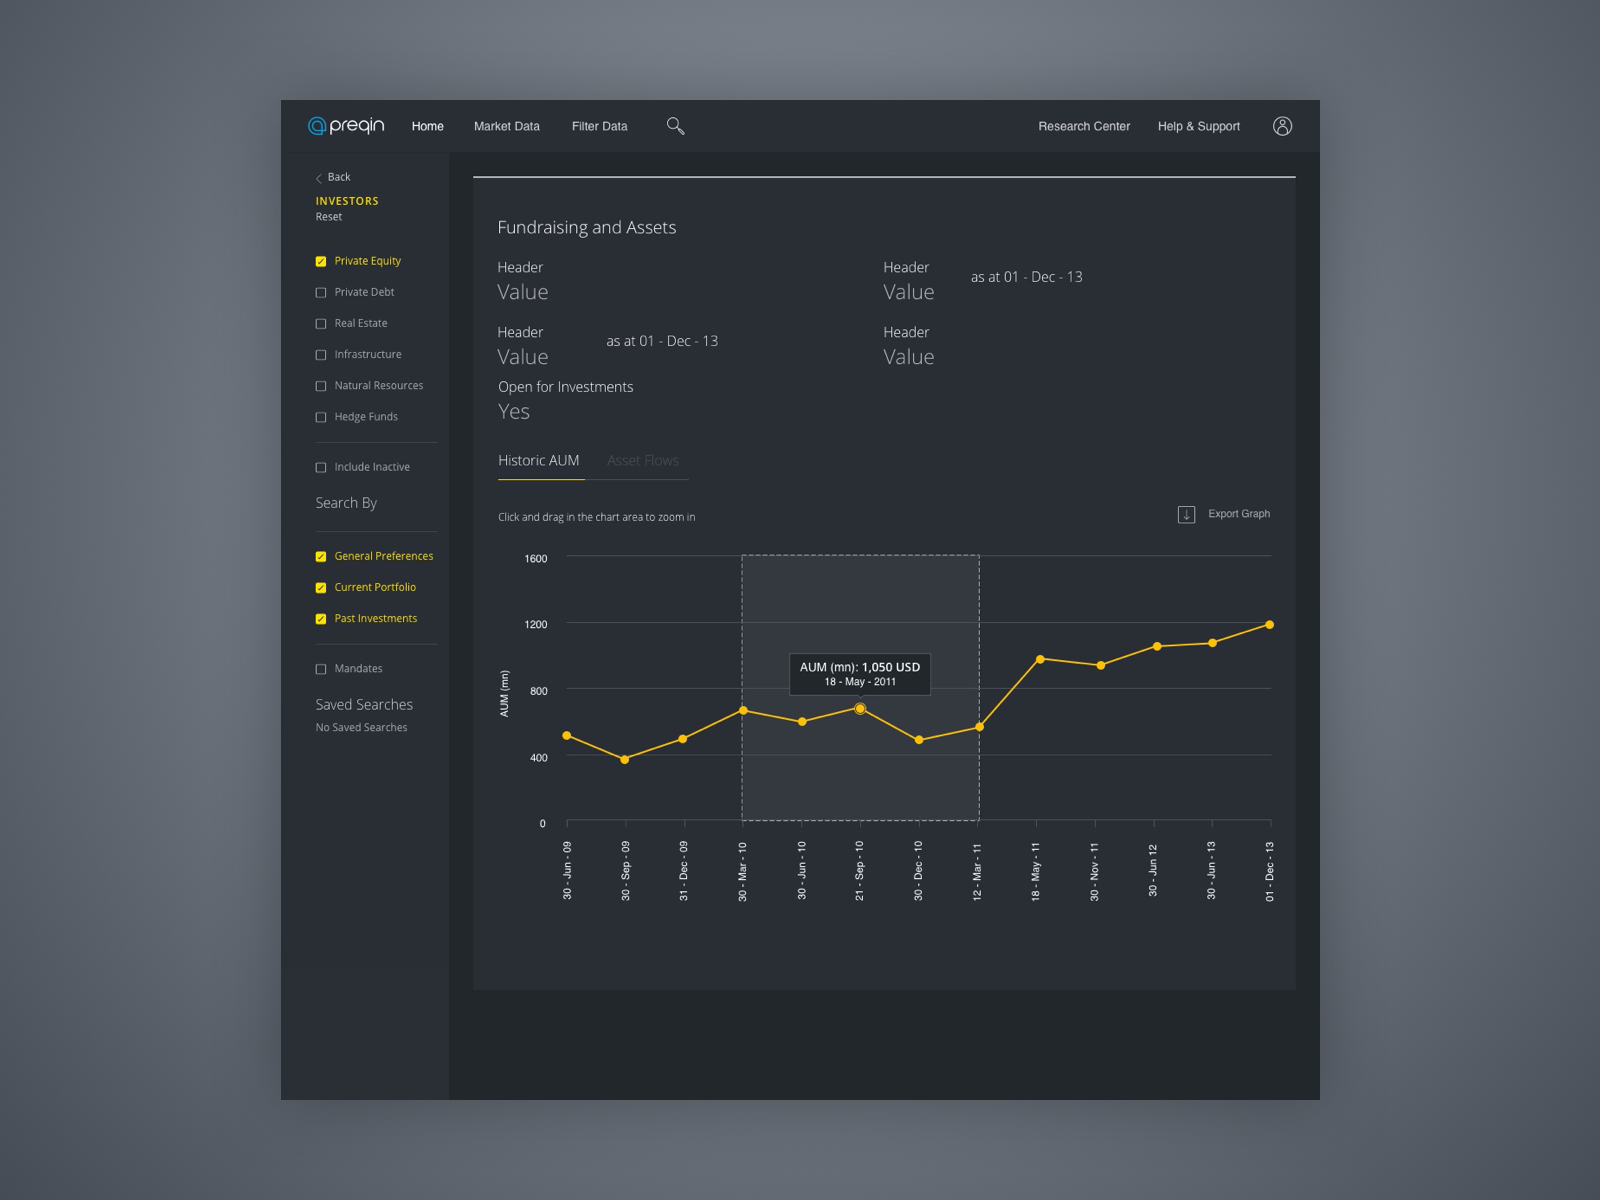 preqin
Home
Market Data
Filter Data
Research Center
Help & Support
Back
INVESTORS
Reset
Private Equity
Private Debt
Real Estate
Infrastructure
Natural Resources
Hedge Funds
Include Inactive
Search By
General Preferences
Current Portfolio
Past Investments
Mandates
Saved Searches
No Saved Searches
Fundraising and Assets
Header
Value
Header
Value
as at 01 - Dec - 13
Header
Value
as at 01 - Dec - 13
Header
Value
Open for Investments
Yes
Historic AUM
Asset Flows
Click and drag in the chart area to zoom in
Export Graph
AUM (mn)
1600
1200
800
400
0
AUM (mn): 1,050 USD
18 - May - 2011
30 - Jun - 09
30 - Sep - 09
31 - Dec - 09
30 - Mar - 10
30 - Jun - 10
21 - Sep - 10
30 - Dec - 10
12 - Mar - 11
18 - May - 11
30 - Nov - 11
30 - Jun 12
30 - Jun - 13
01 - Dec - 13